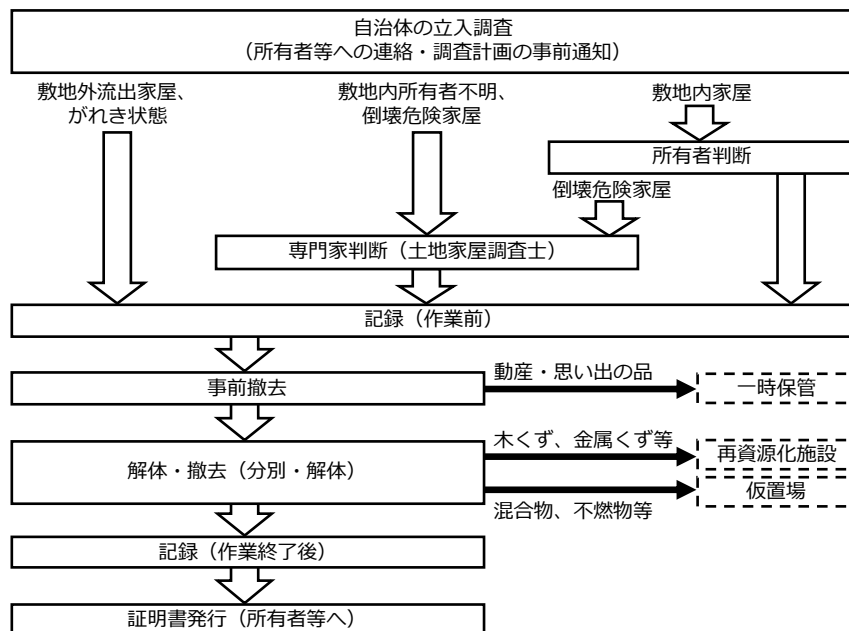 自治体の立入調査
（所有者等への連絡・調査計画の事前通知）
敷地外流出家屋、
がれき状態
敷地内所有者不明、
倒壊危険家屋
敷地内家屋
所有者判断
倒壊危険家屋
専門家判断（土地家屋調査士）
記録（作業前）
事前撤去
動産・思い出の品
一時保管
解体・撤去（分別・解体）
木くず、金属くず等
再資源化施設
仮置場
混合物、不燃物等
記録（作業終了後）
証明書発行（所有者等へ）